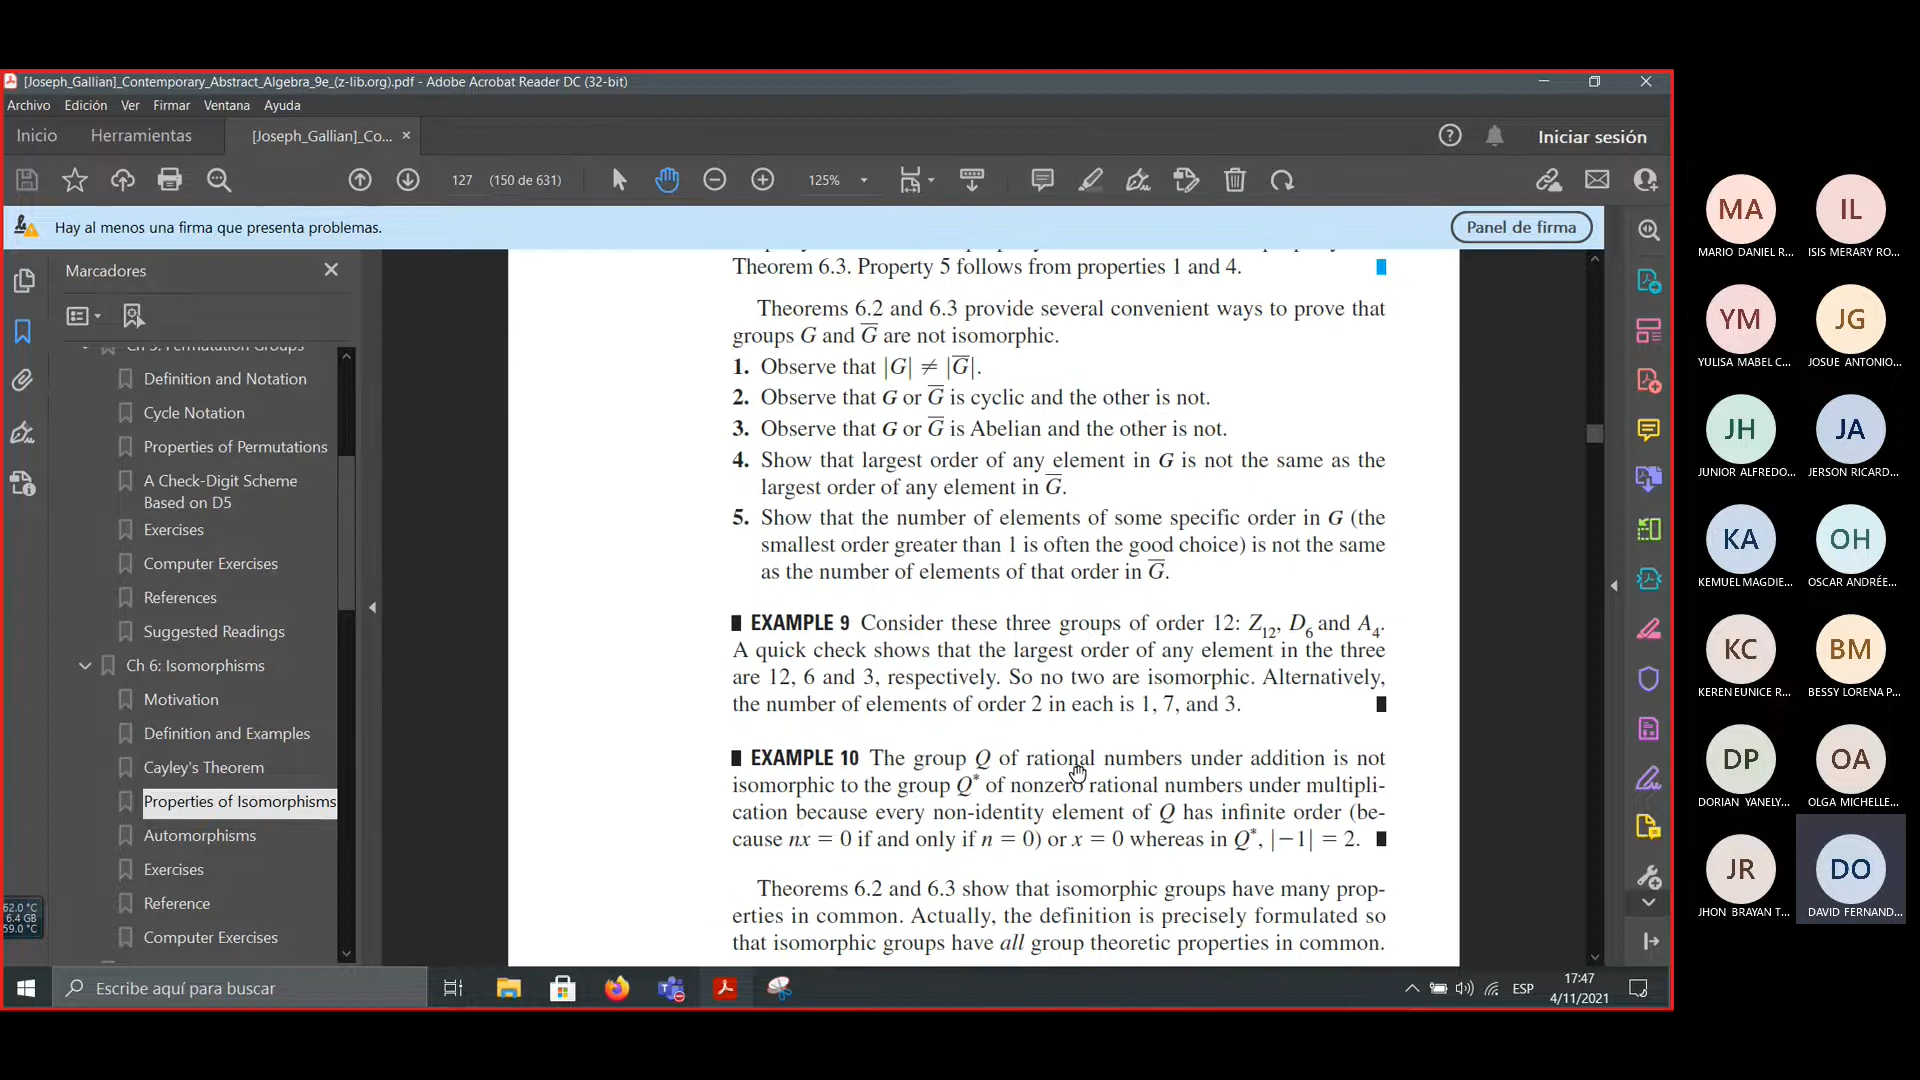 [Joseph_Gallian]_Contemporary_Abstract_Algebra_9e_(z-lib.org).pdf - Adobe Acrobat Reader DC (32-bit)
Archivo Edición Ver Firmar Ventana Ayuda
Inicio Herramientas [Joseph_Gallian]_Co... Iniciar sesión
127 (150 de 631) 125%
Hay al menos una firma que presenta problemas. Panel de firma
Marcadores
Ch 5: Permutation Groups
Definition and Notation
Cycle Notation
Properties of Permutations
A Check-Digit Scheme
Based on D5
Exercises
Computer Exercises
References
Suggested Readings
Ch 6: Isomorphisms
Motivation
Definition and Examples
Cayley's Theorem
Properties of Isomorphisms
Automorphisms
Exercises
Reference
Computer Exercises
Theorem 6.3. Property 5 follows from properties 1 and 4.
Theorems 6.2 and 6.3 provide several convenient ways to prove that
groups G and G̅ are not isomorphic.
1. Observe that |G| ≠ |G̅|.
2. Observe that G or G̅ is cyclic and the other is not.
3. Observe that G or G̅ is Abelian and the other is not.
4. Show that largest order of any element in G is not the same as the
largest order of any element in G̅.
5. Show that the number of elements of some specific order in G (the
smallest order greater than 1 is often the good choice) is not the same
as the number of elements of that order in G̅.
EXAMPLE 9 Consider these three groups of order 12: Z₁₂, D₆ and A₄.
A quick check shows that the largest order of any element in the three
are 12, 6 and 3, respectively. So no two are isomorphic. Alternatively,
the number of elements of order 2 in each is 1, 7, and 3.
EXAMPLE 10 The group Q of rational numbers under addition is not
isomorphic to the group Q* of nonzero rational numbers under multipli-
cation because every non-identity element of Q has infinite order (be-
cause nx = 0 if and only if n = 0) or x = 0 whereas in Q*, |−1| = 2.
Theorems 6.2 and 6.3 show that isomorphic groups have many prop-
erties in common. Actually, the definition is precisely formulated so
that isomorphic groups have all group theoretic properties in common.
62.0 °C
6.4 GB
59.0 °C
Escribe aquí para buscar
ESP
17:47
4/11/2021
MA IL
MARIO DANIEL R... ISIS MERARY RO...
YM JG
YULISA MABEL C... JOSUE ANTONIO...
JH JA
JUNIOR ALFREDO... JERSON RICARD...
KA OH
KEMUEL MAGDIE... OSCAR ANDRÉE...
KC BM
KEREN EUNICE R... BESSY LORENA P...
DP OA
DORIAN YANELY... OLGA MICHELLE...
JR DO
JHON BRAYAN T... DAVID FERNAND...